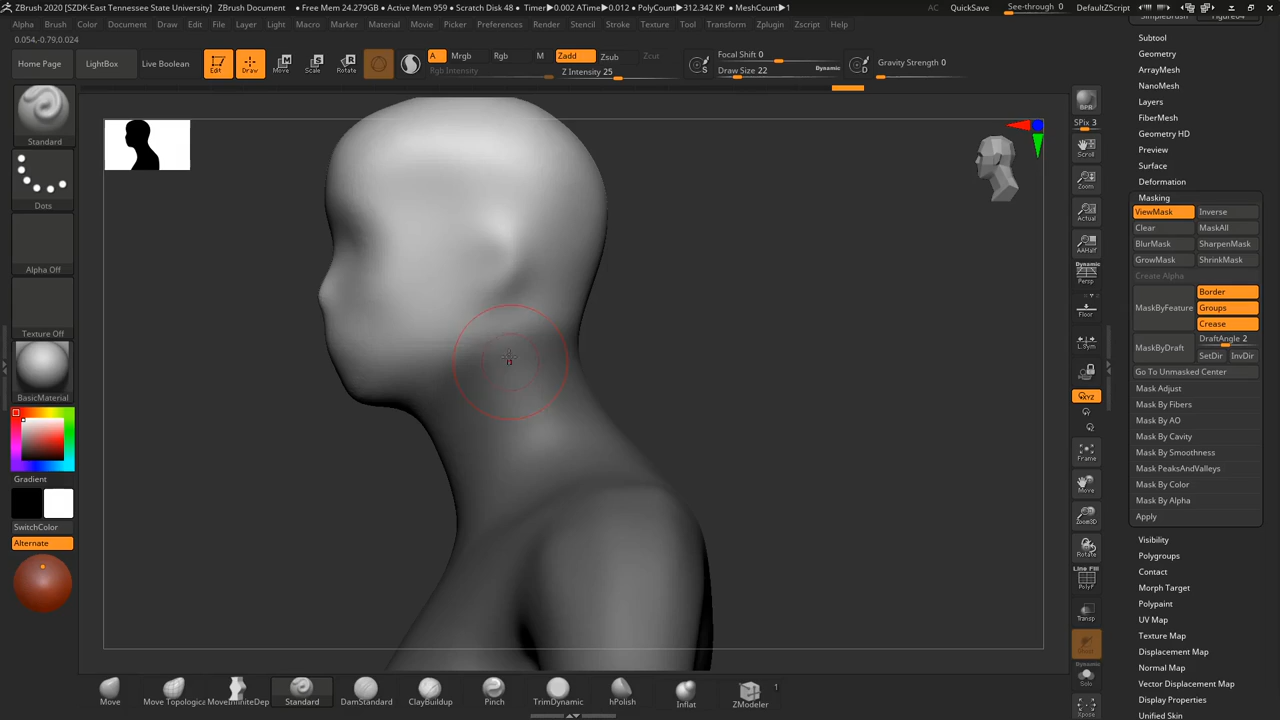 ZBrush 2020 [SZDK-East Tennessee State University] ZBrush Document • Free Mem 24.279GB • Active Mem 959 • Scratch Disk 48 • Timer▸0.002 ATime▸0.009 • PolyCount▸312.342 KP • MeshCount▸1 AC QuickSave See-through 0 Menus DefaultZScript
Alpha Brush Color Document Draw Edit File Layer Light Macro Marker Material Movie Picker Preferences Render Stencil Stroke Texture Tool Transform Zplugin Zscript Help
SimpleBrush Figure04
0.054,-0.79,0.024
Home Page LightBox Live Boolean Edit Draw Move Scale Rotate
A Mrgb Rgb M Zadd Zsub Zcut
Rgb Intensity Z Intensity 25
Focal Shift 0
Draw Size 22 Dynamic
Gravity Strength 0
S D
Standard
Dots
Alpha Off
Texture Off
BasicMaterial
Gradient
SwitchColor
Alternate
BPR
SPix 3
Scroll
Zoom
Actual
AAHalf
Dynamic
Persp
Floor
L.Sym
XYZ
Frame
Move
Zoom3D
Rotate
Line Fill
PolyF
Transp
Ghost
Dynamic
Solo
Xpose
Subtool
Geometry
ArrayMesh
NanoMesh
Layers
FiberMesh
Geometry HD
Preview
Surface
Deformation
Masking
ViewMask Inverse
Clear MaskAll
BlurMask SharpenMask
GrowMask ShrinkMask
Create Alpha
MaskByFeature Border
Groups
Crease
MaskByDraft DraftAngle 2
SetDir InvDir
Go To Unmasked Center
Mask Adjust
Mask By Fibers
Mask By AO
Mask By Cavity
Mask By Smoothness
Mask PeaksAndValleys
Mask By Color
Mask By Alpha
Apply
Visibility
Polygroups
Contact
Morph Target
Polypaint
UV Map
Texture Map
Displacement Map
Normal Map
Vector Displacement Map
Display Properties
Unified Skin
Move Move Topological MoveInfiniteDep Standard DamStandard ClayBuildup Pinch TrimDynamic hPolish Inflat ZModeler 1